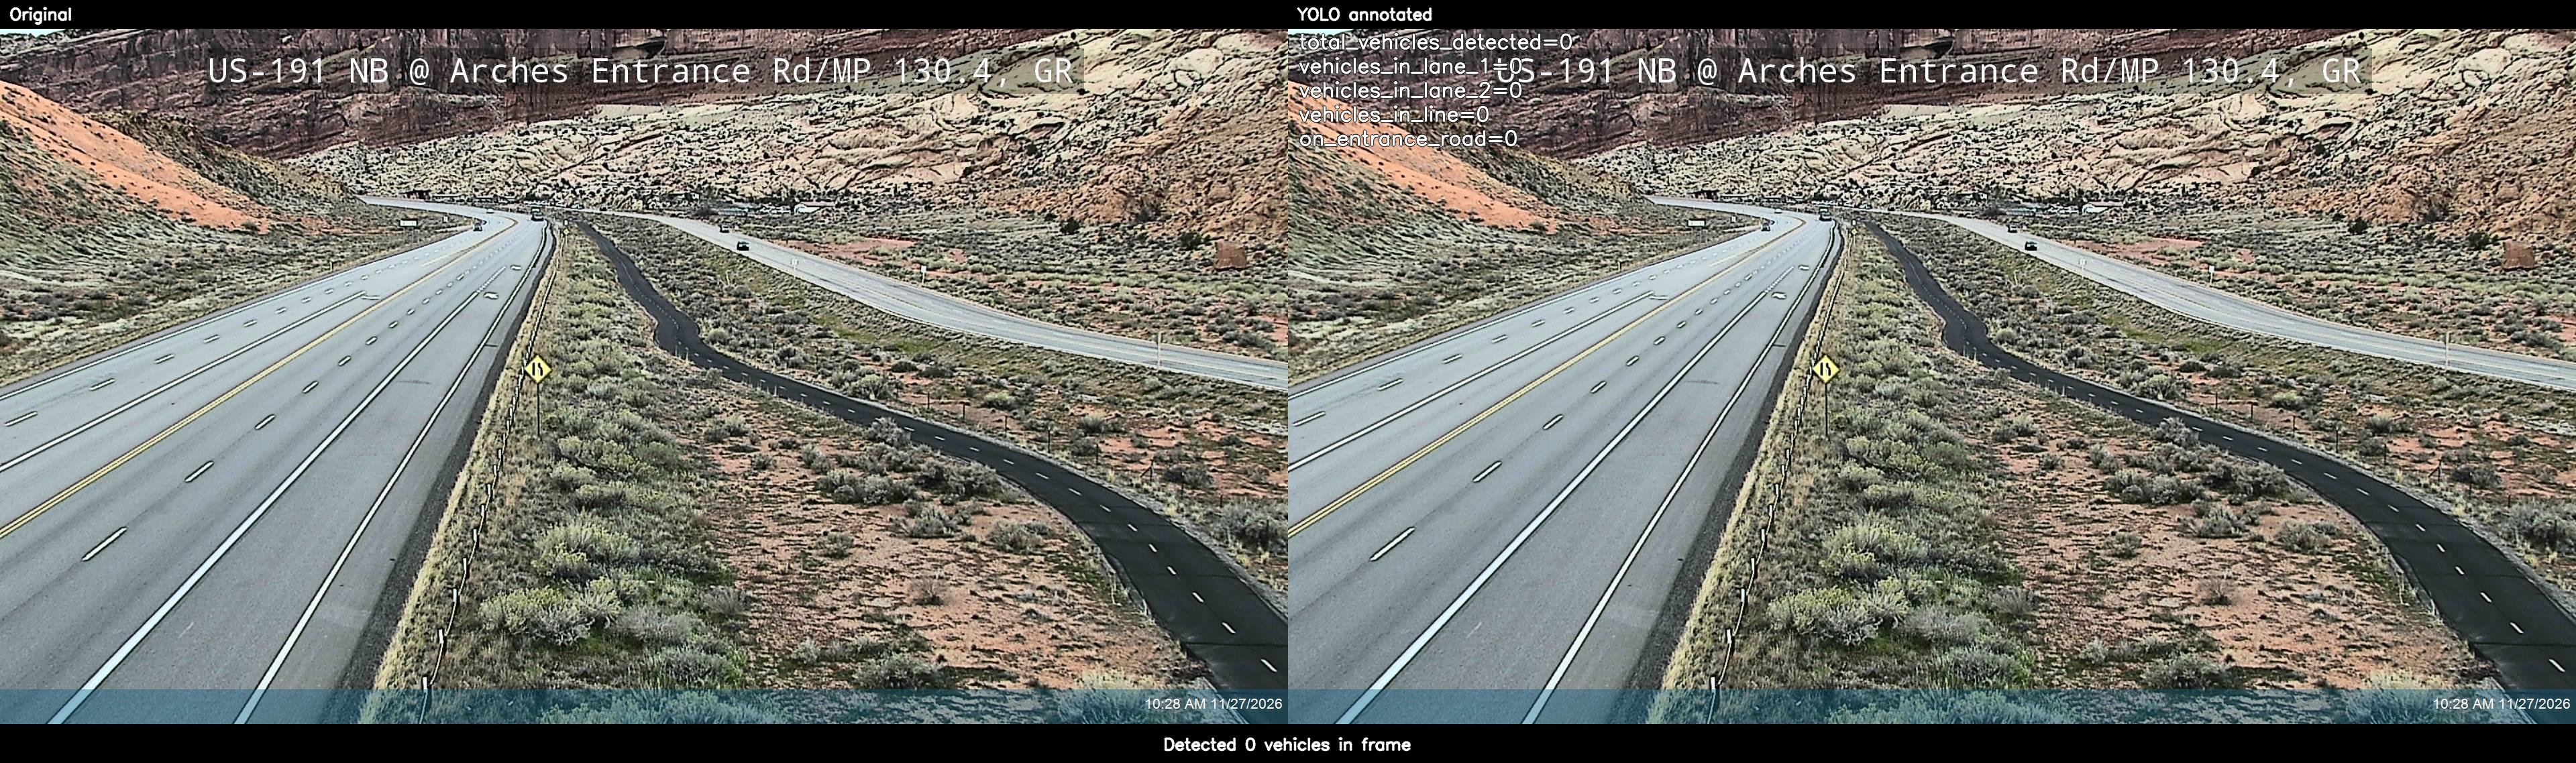 Original
US-191 NB @ Arches Entrance Rd/MP 130.4, GR
10:28 AM 11/27/2026
YOLO annotated
total_vehicles_detected=0
vehicles_in_lane_1=0
US-191 NB @ Arches Entrance Rd/MP 130.4, GR
vehicles_in_lane_2=0
vehicles_in_line=0
on_entrance_road=0
10:28 AM 11/27/2026
Detected 0 vehicles in frame